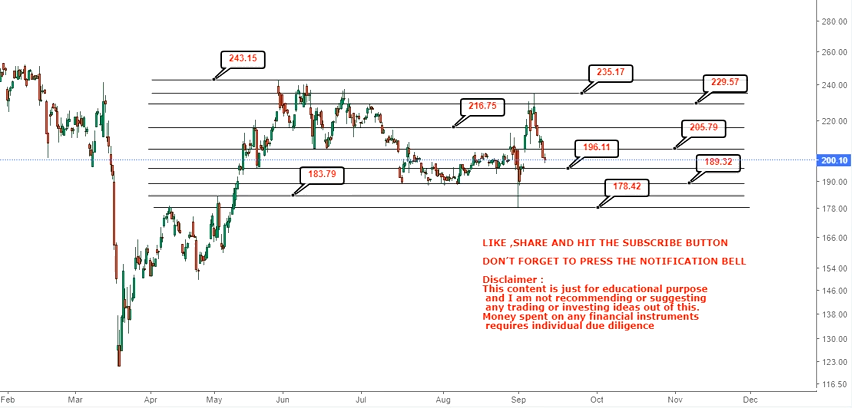 280.00
260.00
243.15
240.00
235.17
229.57
220.00
216.75
205.79
200.10
196.11
189.32
190.00
183.79
178.42
178.00
LIKE ,SHARE AND HIT THE SUBSCRIBE BUTTON
166.00
DON'T FORGET TO PRESS THE NOTIFICATION BELL
154.00
Disclaimer :
This content is just for educational purpose
and I am not recommending or suggesting
any trading or investing ideas out of this.
Money spent on any financial instruments
requires individual due diligence
146.00
138.00
130.00
123.00
116.50
Feb Mar Apr May Jun Jul Aug Sep Oct Nov Dec